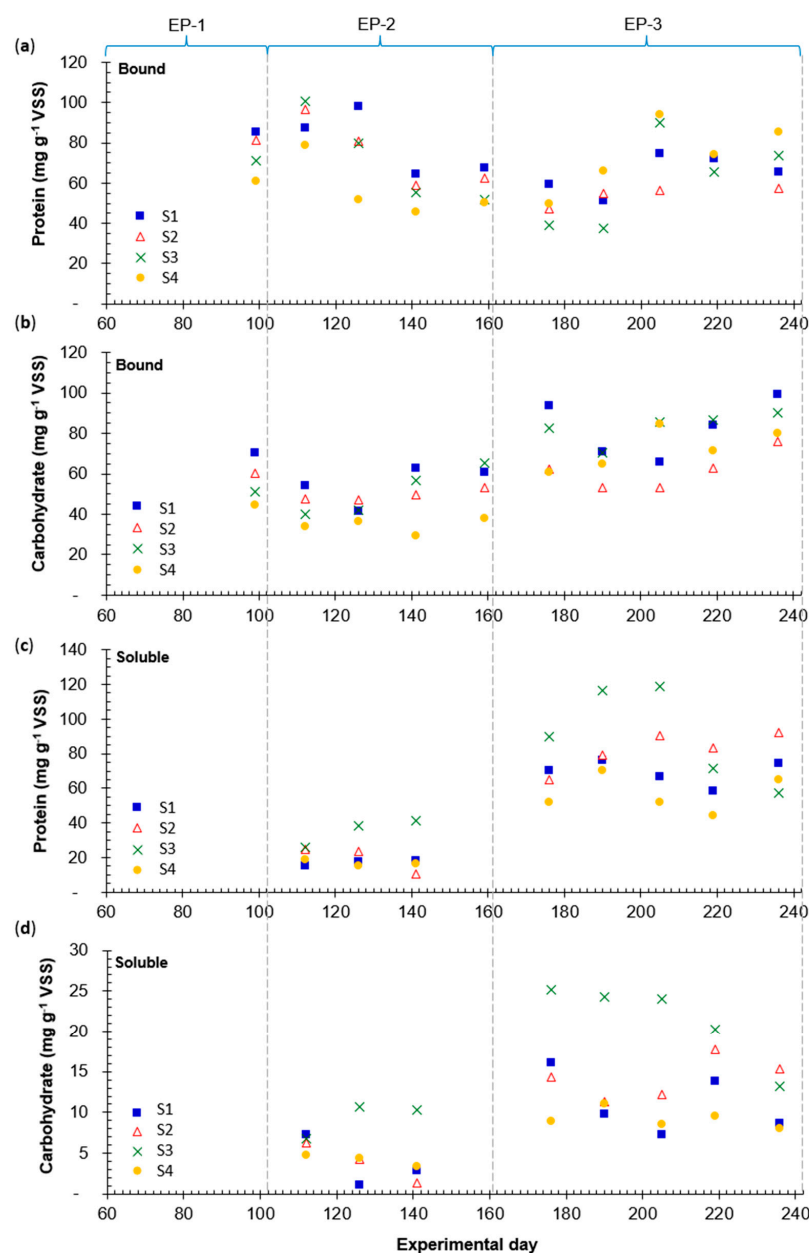 EP-1 EP-2 EP-3
(a)
120
Bound
100
80
60
40
20
-
Protein (mg g⁻¹ VSS)
S1
S2
S3
S4
60 80 100 120 140 160 180 200 220 240
(b)
120
Bound
100
80
60
40
20
-
Carbohydrate (mg g⁻¹ VSS)
S1
S2
S3
S4
60 80 100 120 140 160 180 200 220 240
(c)
140
Soluble
120
100
80
60
40
20
-
Protein (mg g⁻¹ VSS)
S1
S2
S3
S4
60 80 100 120 140 160 180 200 220 240
(d)
30
Soluble
25
20
15
10
5
-
Carbohydrate (mg g⁻¹ VSS)
S1
S2
S3
S4
60 80 100 120 140 160 180 200 220 240
Experimental day